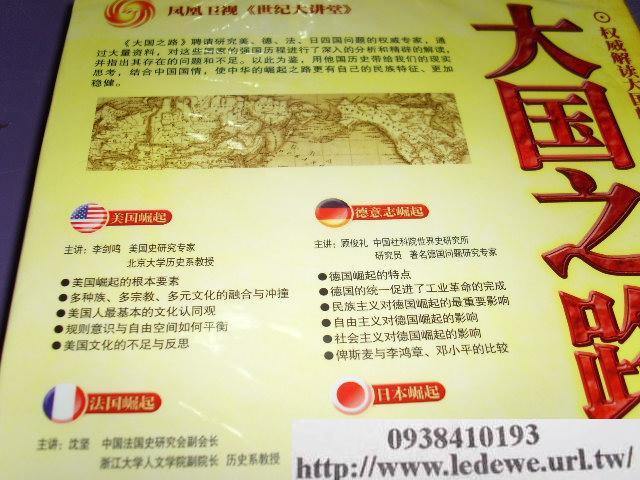 凤凰卫视《世纪大讲堂》
《大国之路》聘请研究美、德、法、日四国问题的权威专家，通
过大量资料，对这些国家的强国历程进行了深入的分析和精辟的解读，
并指出其存在的问题和不足。以此为鉴，用他国历史带给我们的现实
思考，结合中国国情，使中华的崛起之路更有自己的民族特征、更加
稳健。
大国之路
权威解读大国
美国崛起
主讲：李剑鸣 美国史研究专家
北京大学历史系教授
●美国崛起的根本要素
●多种族、多宗教、多元文化的融合与冲撞
●美国人最基本的文化认同观
●规则意识与自由空间如何平衡
●美国文化的不足与反思
德意志崛起
主讲：顾俊礼 中国社科院世界史研究所
研究员 著名德国问题研究专家
●德国崛起的特点
●德国的统一促进了工业革命的完成
●民族主义对德国崛起的最重要影响
●自由主义对德国崛起的影响
●社会主义对德国崛起的影响
●俾斯麦与李鸿章、邓小平的比较
法国崛起
主讲：沈坚 中国法国史研究会副会长
浙江大学人文学院副院长 历史系教授
日本崛起
0938410193
http://www.ledewe.url.tw/